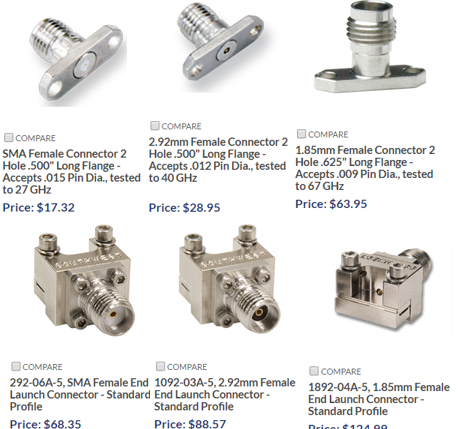 COMPARE
SMA Female Connector 2
Hole .500" Long Flange -
Accepts .015 Pin Dia., tested
to 27 GHz
Price: $17.32
COMPARE
2.92mm Female Connector 2
Hole .500" Long Flange -
Accepts .012 Pin Dia., tested
to 40 GHz
Price: $28.95
COMPARE
1.85mm Female Connector 2
Hole .625" Long Flange -
Accepts .009 Pin Dia., tested
to 67 GHz
Price: $63.95
SOUTHWEST
COMPARE
292-06A-5, SMA Female End
Launch Connector - Standard
Profile
Price: $68.35
SOUTHWEST
COMPARE
1092-03A-5, 2.92mm Female
End Launch Connector -
Standard Profile
Price: $88.57
COMPARE
1892-04A-5, 1.85mm Female
End Launch Connector -
Standard Profile
Price: $124.99